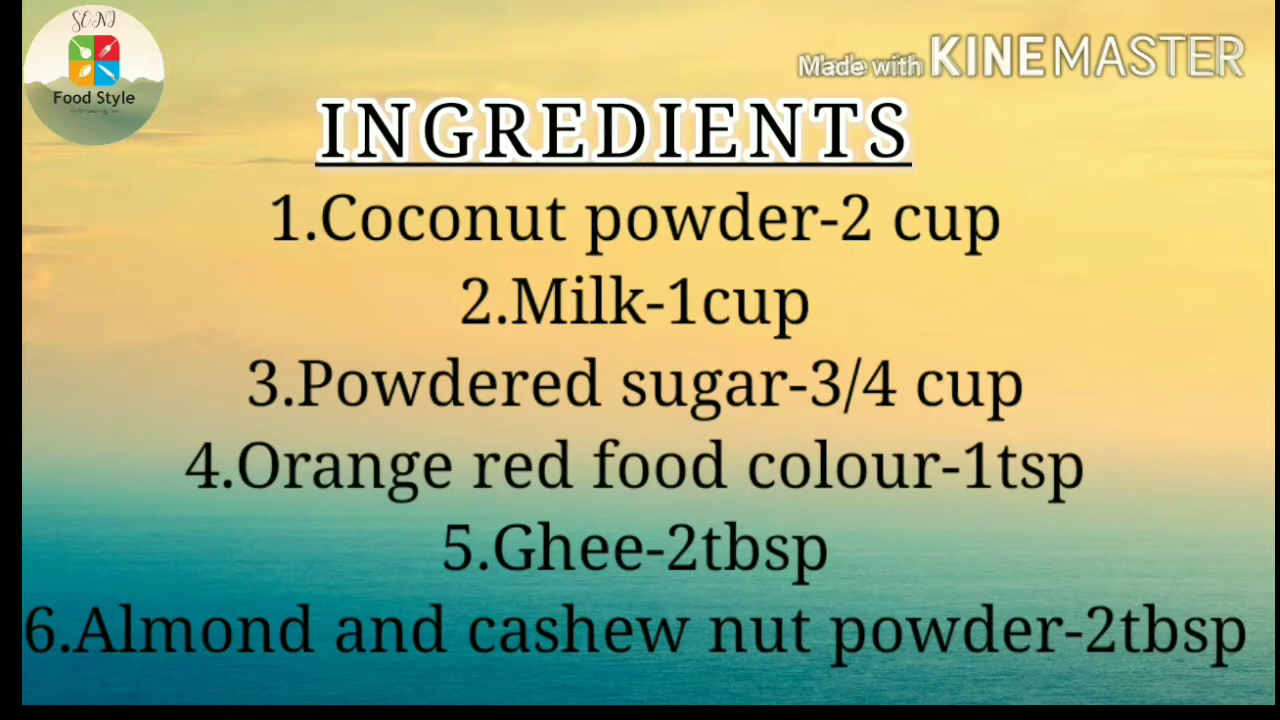 SONI
Food Style
Made with KINEMASTER
INGREDIENTS
1.Coconut powder-2 cup
2.Milk-1cup
3.Powdered sugar-3/4 cup
4.Orange red food colour-1tsp
5.Ghee-2tbsp
6.Almond and cashew nut powder-2tbsp